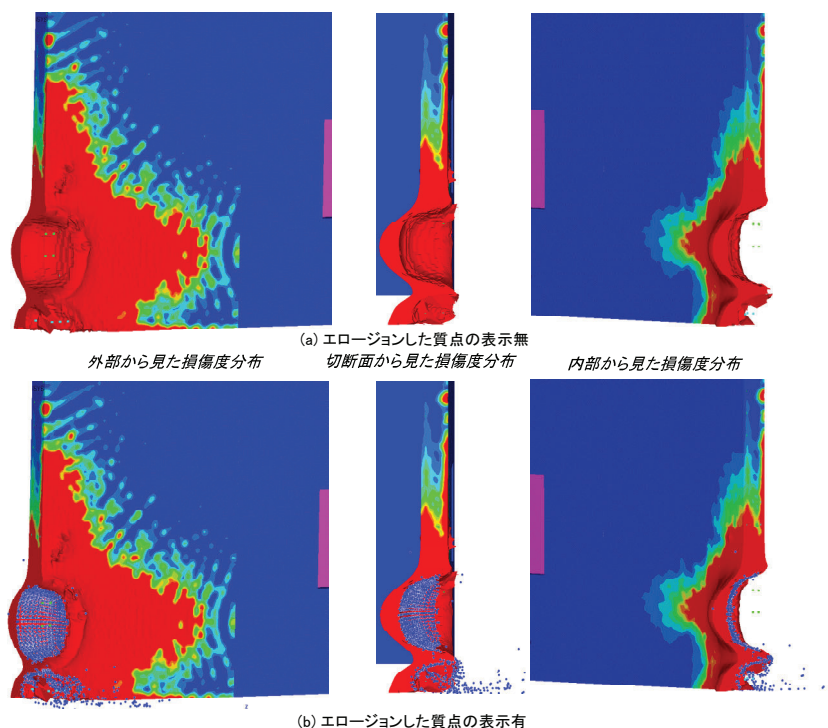 (a) エロージョンした質点の表示無
外部から見た損傷度分布 切断面から見た損傷度分布 内部から見た損傷度分布
(b) エロージョンした質点の表示有